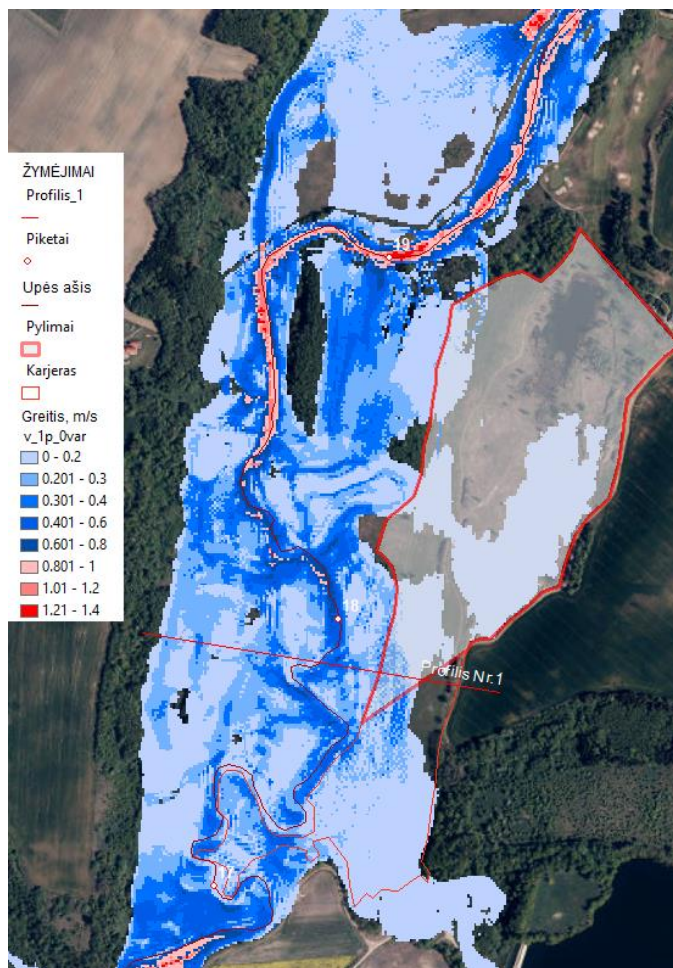 ŽYMĖJIMAI
Profilis_1
Piketai
Upės ašis
Pylimai
Karjeras
Greitis, m/s
v_1p_0var
0 - 0.2
0.201 - 0.3
0.301 - 0.4
0.401 - 0.6
0.601 - 0.8
0.801 - 1
1.01 - 1.2
1.21 - 1.4
18
Profilis Nr.1